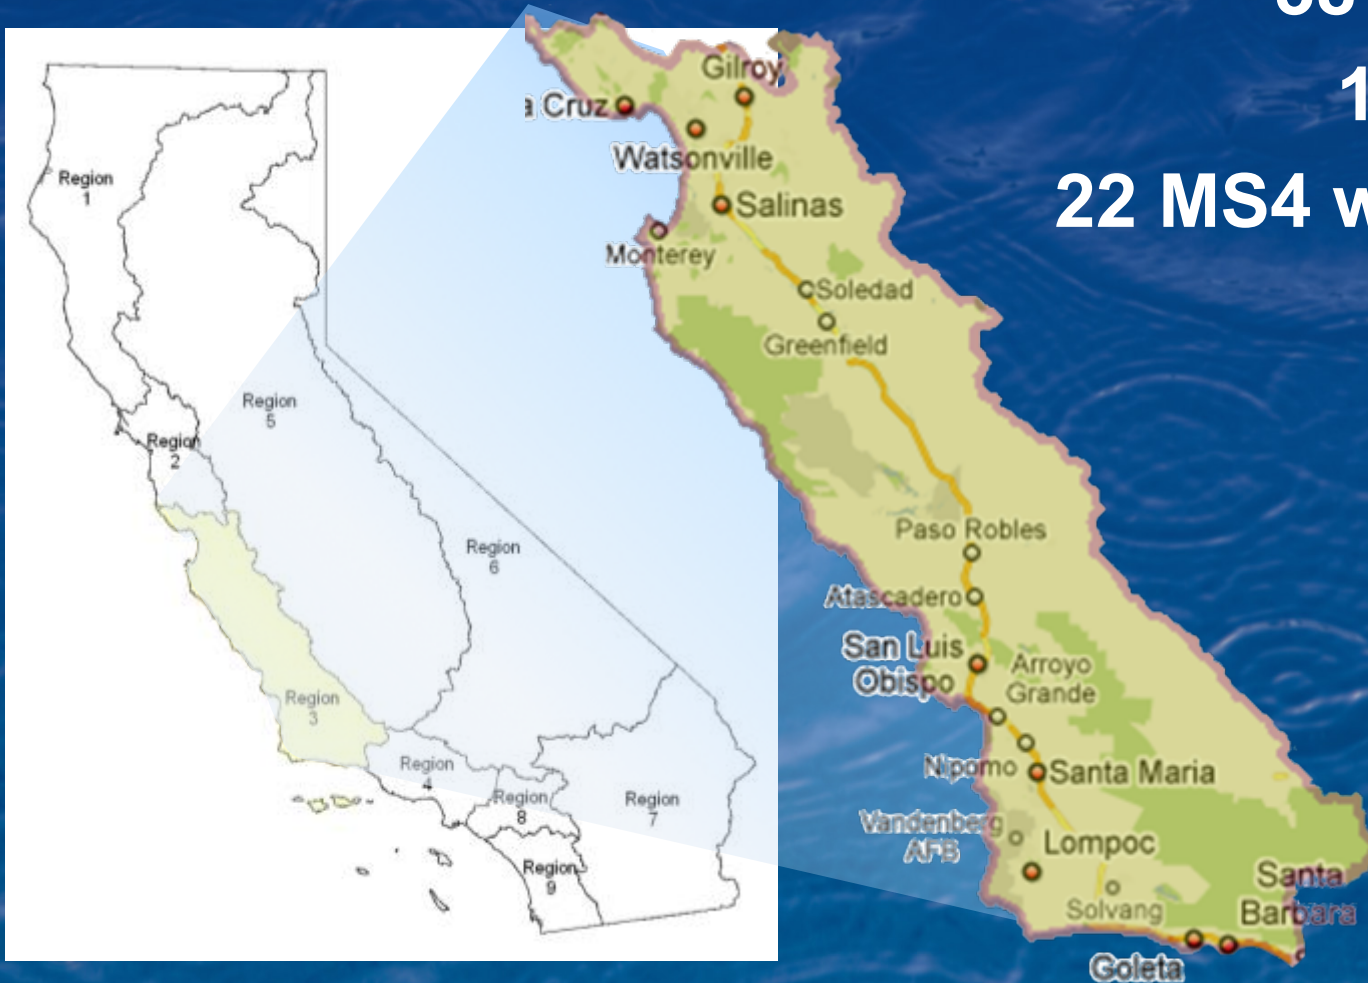 Region
1
Region
2
Region
5
Region
6
Region
3
Region
4
Region
8
Region
7
Region
9
Gilroy
a Cruz
Watsonville
Salinas
Monterey
Soledad
Greenfield
Paso Robles
Atascadero
San Luis
Obispo
Arroyo
Grande
Nipomo
Santa Maria
Vandenberg
AFB
Lompoc
Solvang
Santa
Barbara
Goleta
1
22 MS4 w